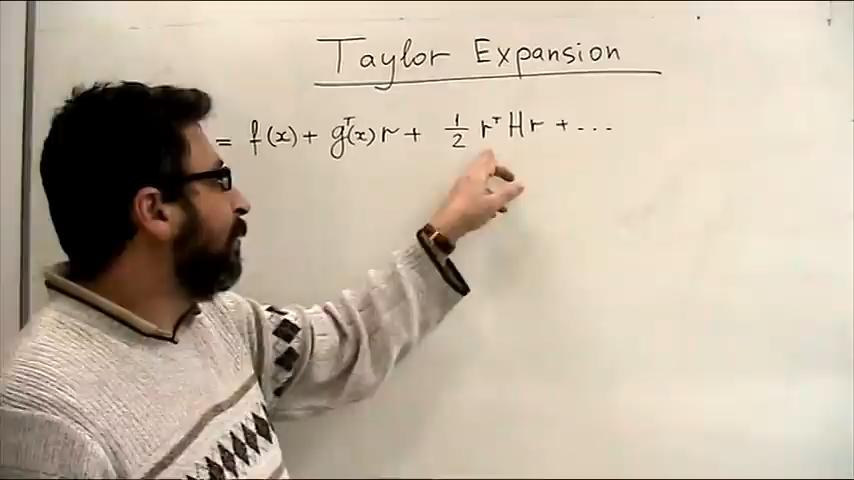 Taylor Expansion
= f(x) + gᵀ(x) r + 1/2 rᵀ H r + ...